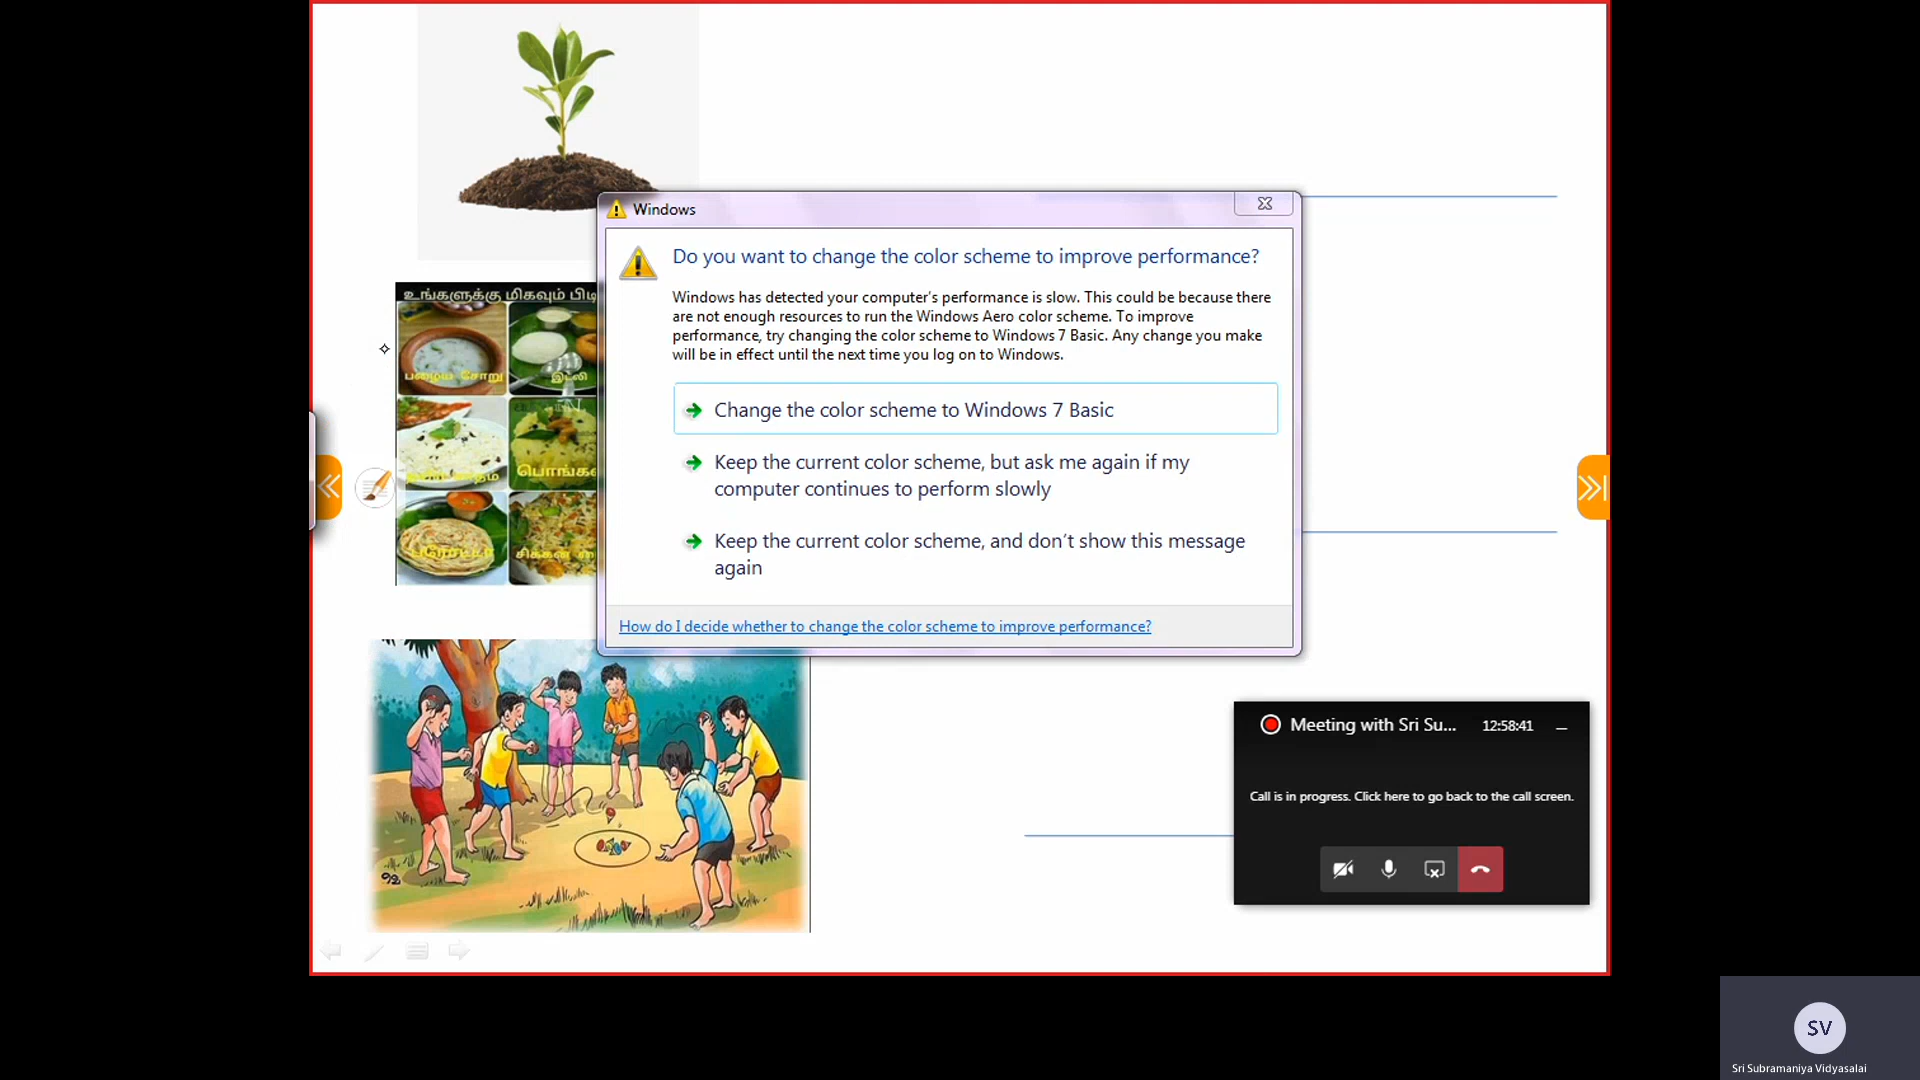 Windows
Do you want to change the color scheme to improve performance?
Windows has detected your computer's performance is slow. This could be because there
are not enough resources to run the Windows Aero color scheme. To improve
performance, try changing the color scheme to Windows 7 Basic. Any change you make
will be in effect until the next time you log on to Windows.
Change the color scheme to Windows 7 Basic
Keep the current color scheme, but ask me again if my
computer continues to perform slowly
Keep the current color scheme, and don't show this message
again
How do I decide whether to change the color scheme to improve performance?
உங்களுக்கு மிகவும்
பழைய சோறு
இட்லி
Meeting with Sri Su...
12:58:41
Call is in progress. Click here to go back to the call screen.
SV
Sri Subramaniya Vidyasalai